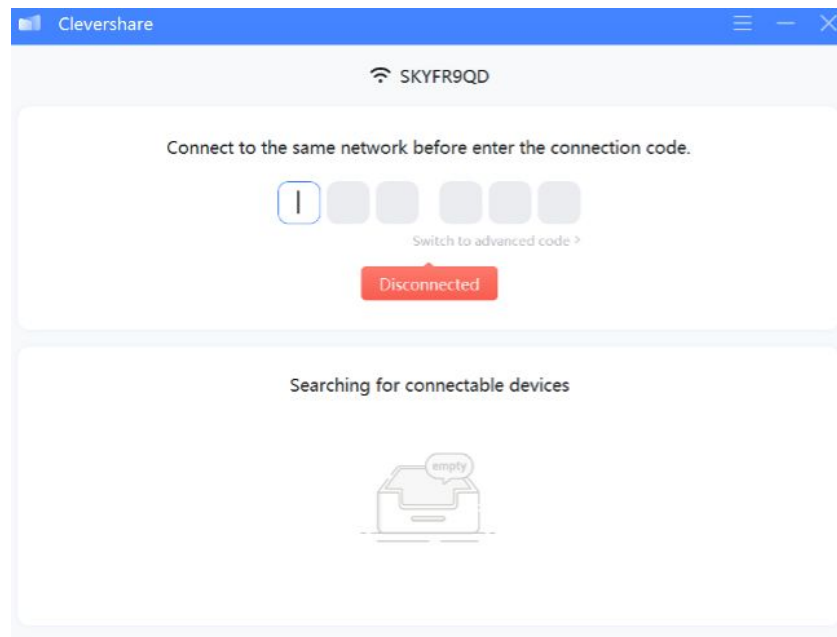 Clevershare
SKYFR9QD
Connect to the same network before enter the connection code.
Switch to advanced code >
Disconnected
Searching for connectable devices
empty